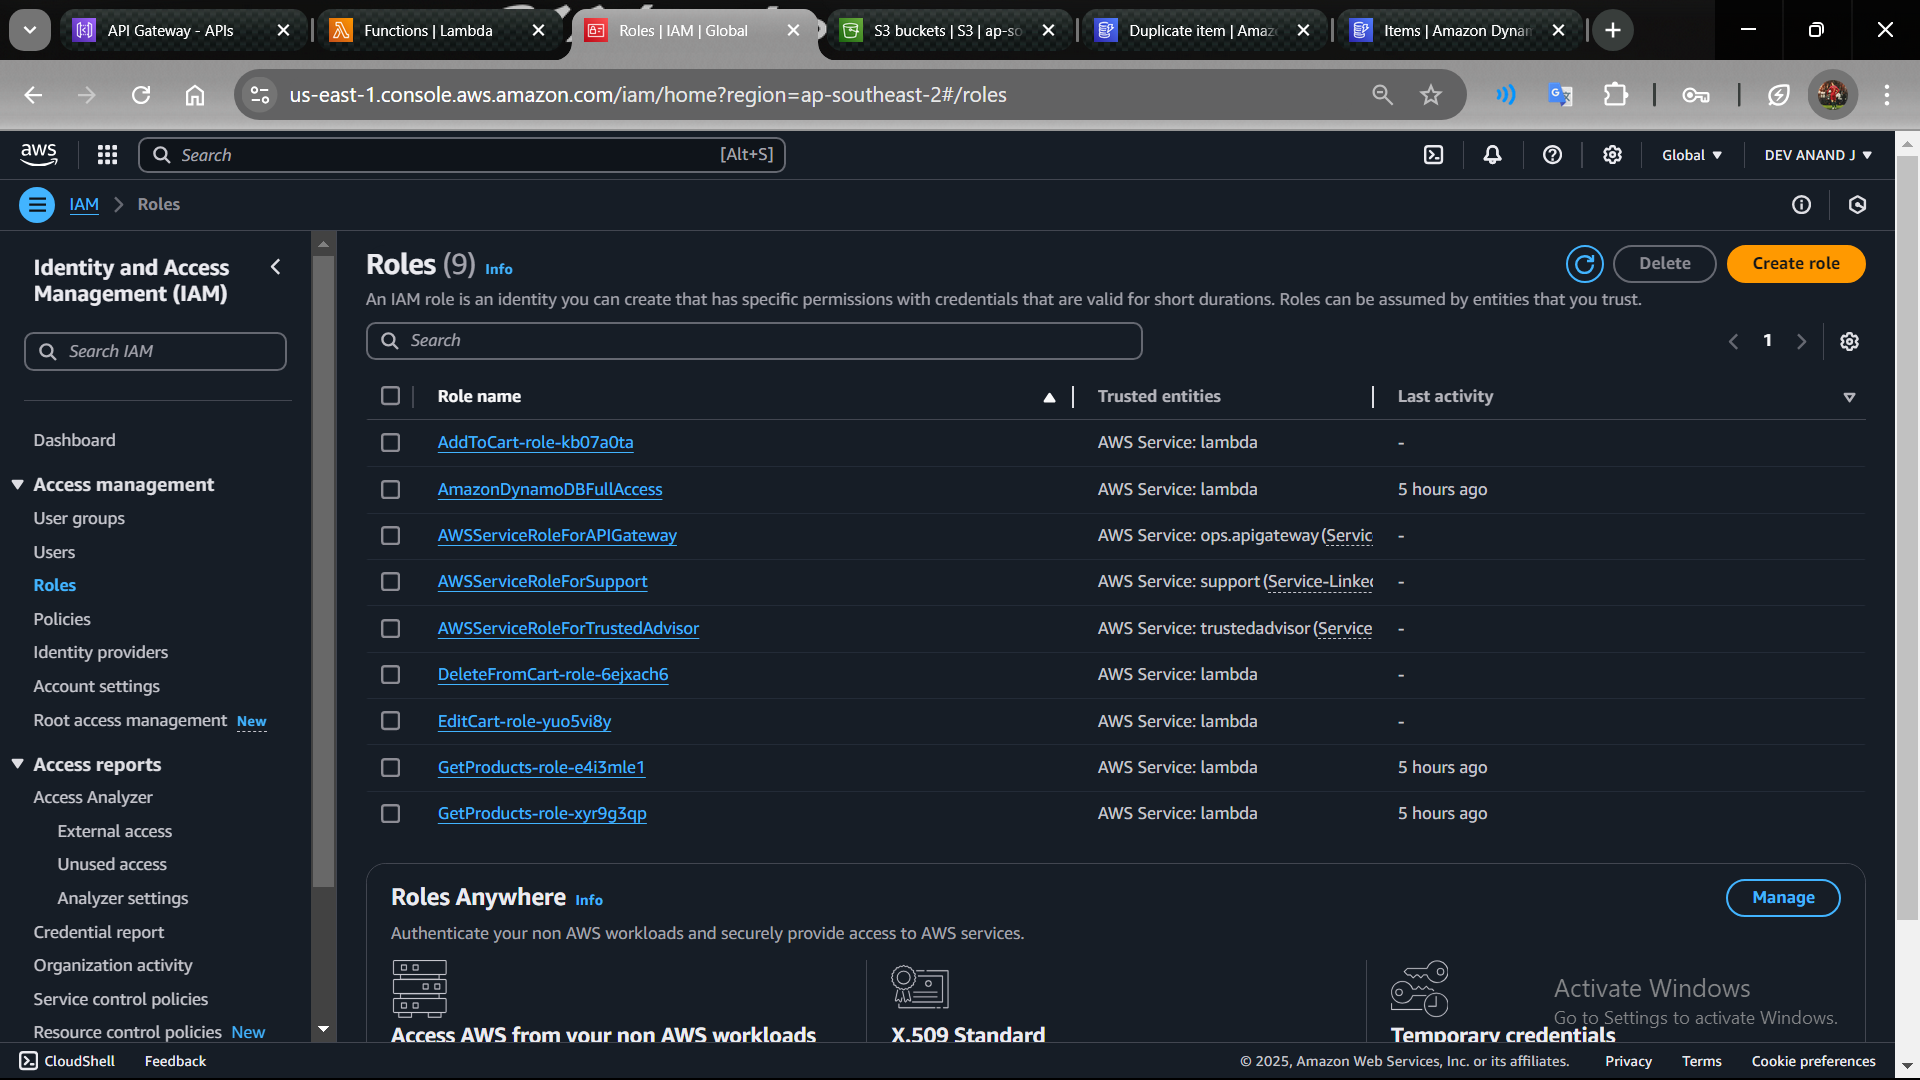 API Gateway - APIs
Functions | Lambda
Roles | IAM | Global
S3 buckets | S3 | ap-so
Duplicate item | Amaz
Items | Amazon Dynam
us-east-1.console.aws.amazon.com/iam/home?region=ap-southeast-2#/roles
aws
Search
[Alt+S]
Global
DEV ANAND J
IAM
Roles
Identity and Access
Management (IAM)
Search IAM
Dashboard
Access management
User groups
Users
Roles
Policies
Identity providers
Account settings
Root access management New
Access reports
Access Analyzer
External access
Unused access
Analyzer settings
Credential report
Organization activity
Service control policies
Resource control policies New
Roles (9) Info
Delete
Create role
An IAM role is an identity you can create that has specific permissions with credentials that are valid for short durations. Roles can be assumed by entities that you trust.
Search
1
Role name Trusted entities Last activity
AddToCart-role-kb07a0ta AWS Service: lambda -
AmazonDynamoDBFullAccess AWS Service: lambda 5 hours ago
AWSServiceRoleForAPIGateway AWS Service: ops.apigateway (Servic -
AWSServiceRoleForSupport AWS Service: support (Service-Linked -
AWSServiceRoleForTrustedAdvisor AWS Service: trustedadvisor (Service -
DeleteFromCart-role-6ejxach6 AWS Service: lambda -
EditCart-role-yuo5vi8y AWS Service: lambda -
GetProducts-role-e4i3mle1 AWS Service: lambda 5 hours ago
GetProducts-role-xyr9g3qp AWS Service: lambda 5 hours ago
Roles Anywhere Info
Manage
Authenticate your non AWS workloads and securely provide access to AWS services.
Access AWS from your non AWS workloads
X.509 Standard
Temporary credentials
Activate Windows
Go to Settings to activate Windows.
CloudShell
Feedback
© 2025, Amazon Web Services, Inc. or its affiliates.
Privacy
Terms
Cookie preferences